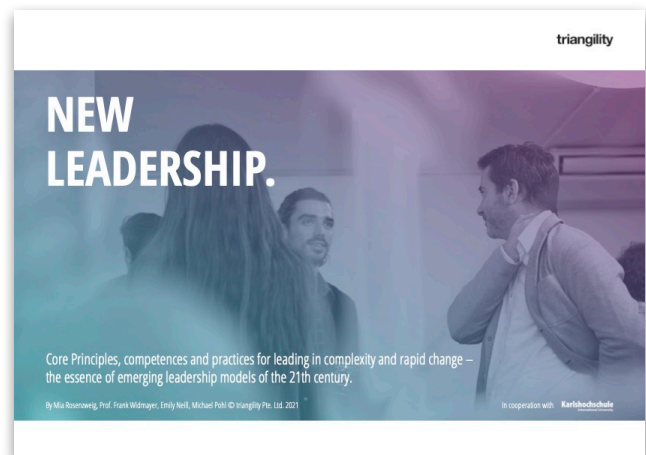 triangility
NEW
LEADERSHIP.
Core Principles, competences and practices for leading in complexity and rapid change –
the essence of emerging leadership models of the 21th century.
By Mia Rosenzweig, Prof. Frank Widmayer, Emily Neill, Michael Pohl © triangility Pte. Ltd. 2021
In cooperation with Karlshochschule
International University